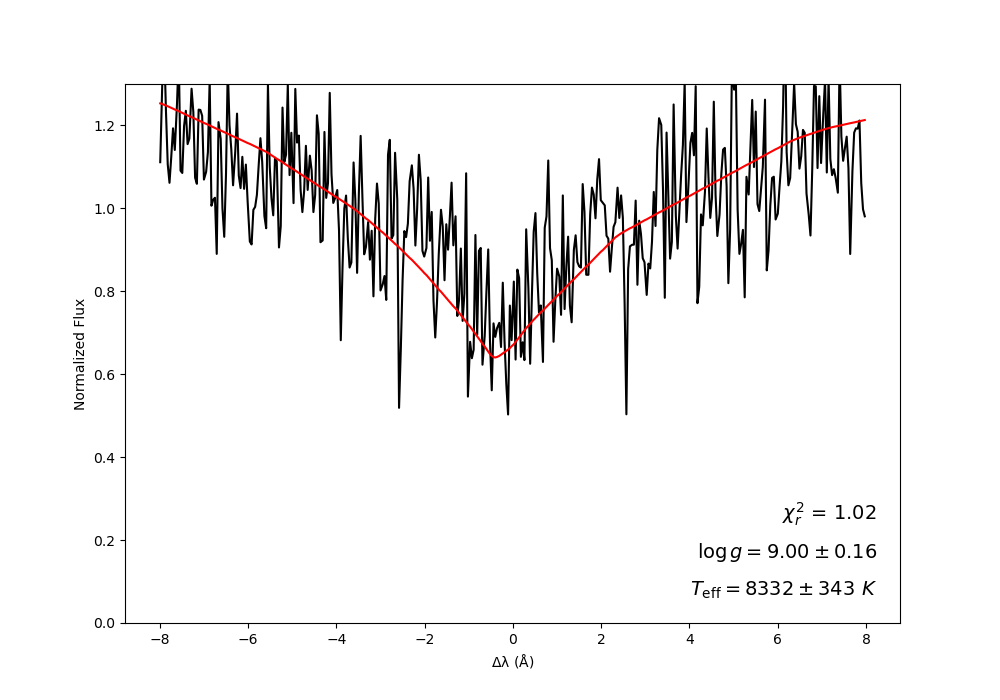 1.2
1.0
0.8
0.6
0.4
0.2
0.0
Normalized Flux
χ²ᵣ = 1.02
log g = 9.00 ± 0.16
T_eff = 8332 ± 343 K
−8 −6 −4 −2 0 2 4 6 8
Δλ (Å)